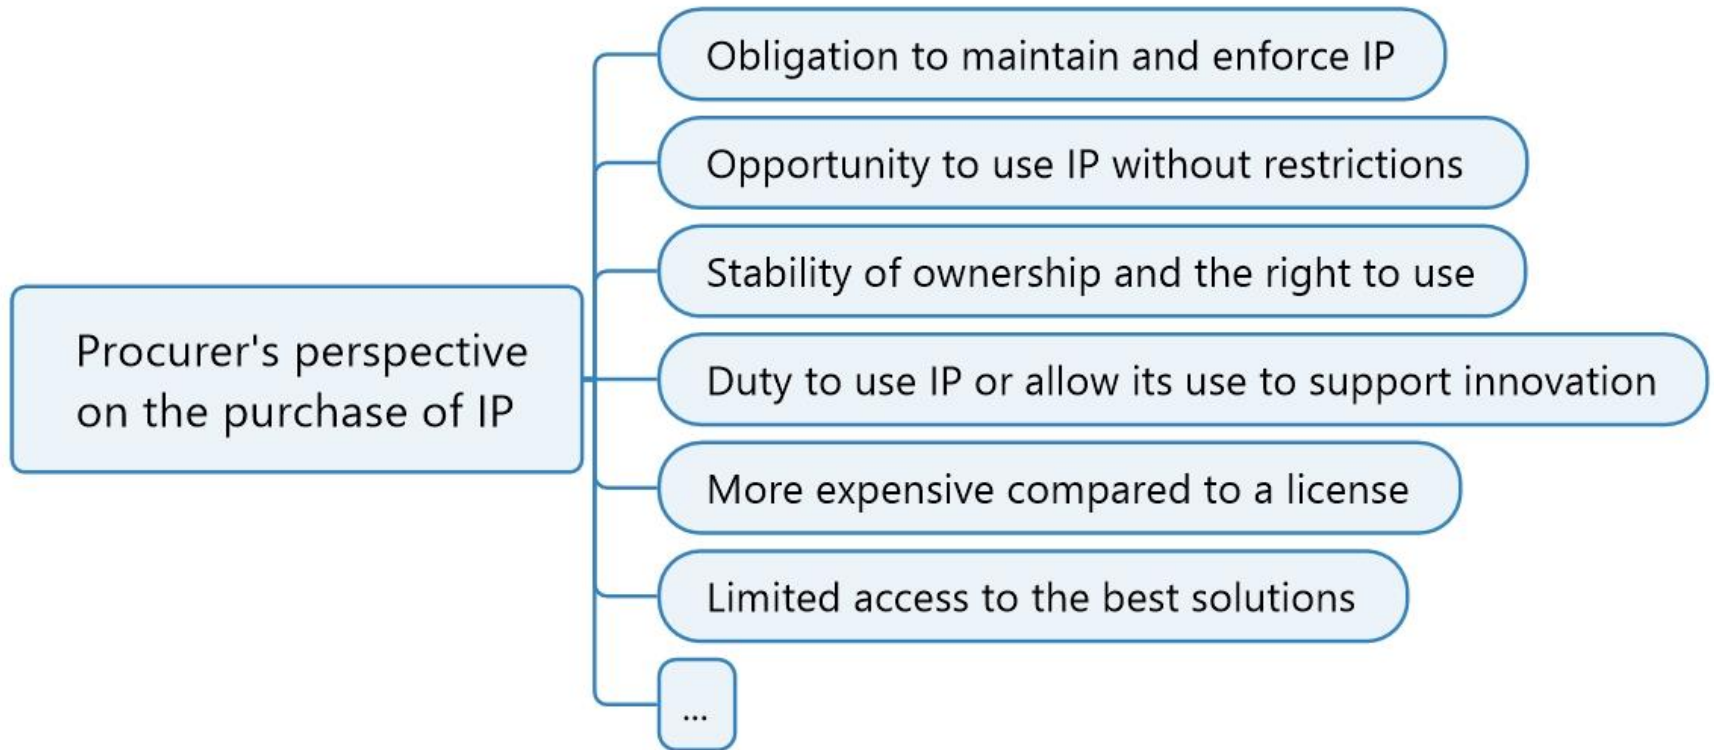 Obligation to maintain and enforce IP
Opportunity to use IP without restrictions
Stability of ownership and the right to use
Procurer's perspective
on the purchase of IP
Duty to use IP or allow its use to support innovation
More expensive compared to a license
Limited access to the best solutions
...